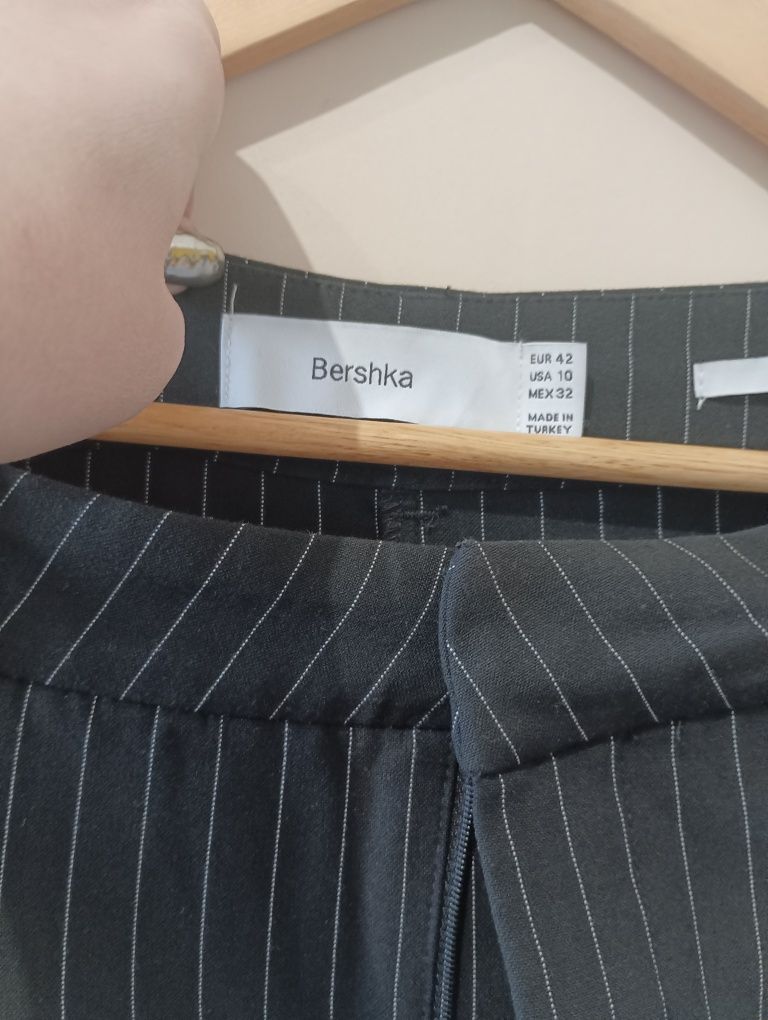 Bershka
EUR 42
USA 10
MEX 32
MADE IN
TURKEY